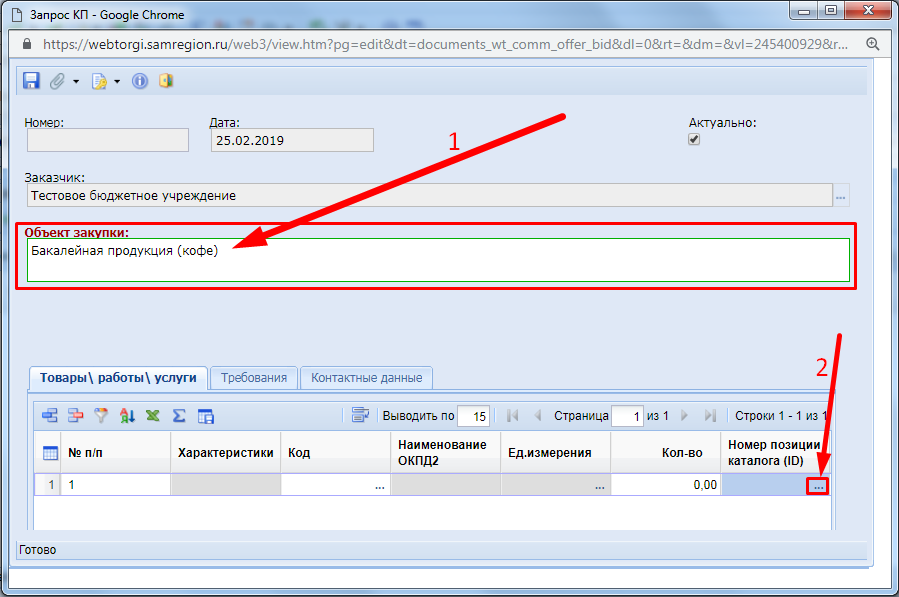 Запрос КП - Google Chrome
https://webtorgi.samregion.ru/web3/view.htm?pg=edit&dt=documents_wt_comm_offer_bid&dl=0&rt=&dm=&vl=245400929&r...
Номер:
Дата:
Актуально:
25.02.2019
1
Заказчик:
Тестовое бюджетное учреждение
...
Объект закупки:
Бакалейная продукция (кофе)
2
Товары\ работы\ услуги
Требования
Контактные данные
Выводить по 15
Страница 1 из 1
Строки 1 - 1 из 1
№ п/п
Характеристики
Код
Наименование
ОКПД2
Ед.измерения
Кол-во
Номер позиции
каталога (ID)
1
1
...
...
0,00
...
Готово